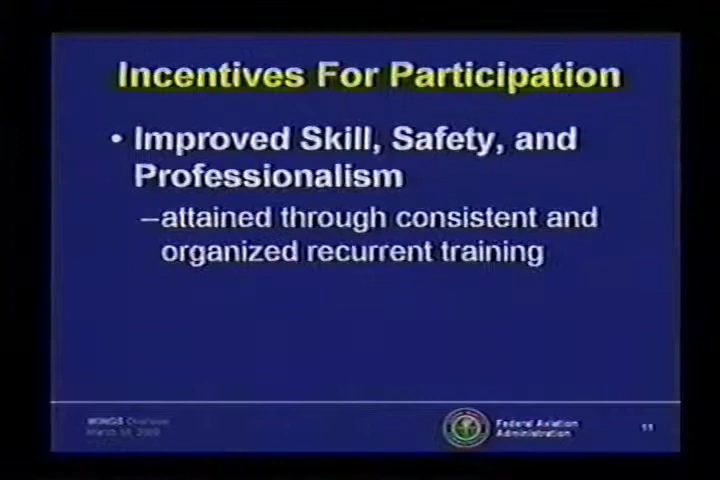 Incentives For Participation
• Improved Skill, Safety, and
Professionalism
–attained through consistent and
organized recurrent training
WINGS Overview
Federal Aviation
Administration
11